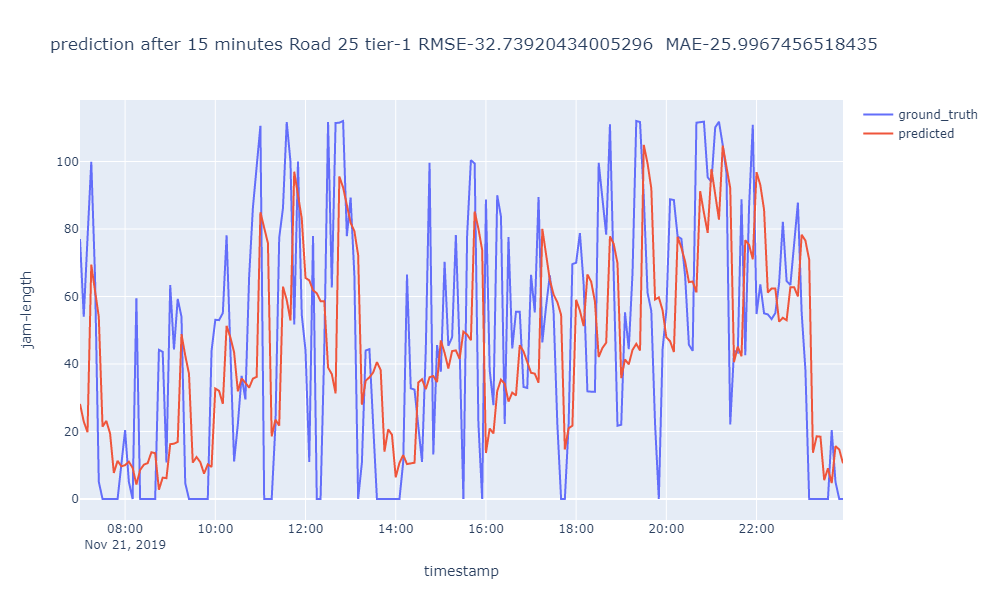 prediction after 15 minutes Road 25 tier-1 RMSE-32.73920434005296  MAE-25.9967456518435
ground_truth
predicted
jam-length
100
80
60
40
20
0
08:00 10:00 12:00 14:00 16:00 18:00 20:00 22:00
Nov 21, 2019
timestamp